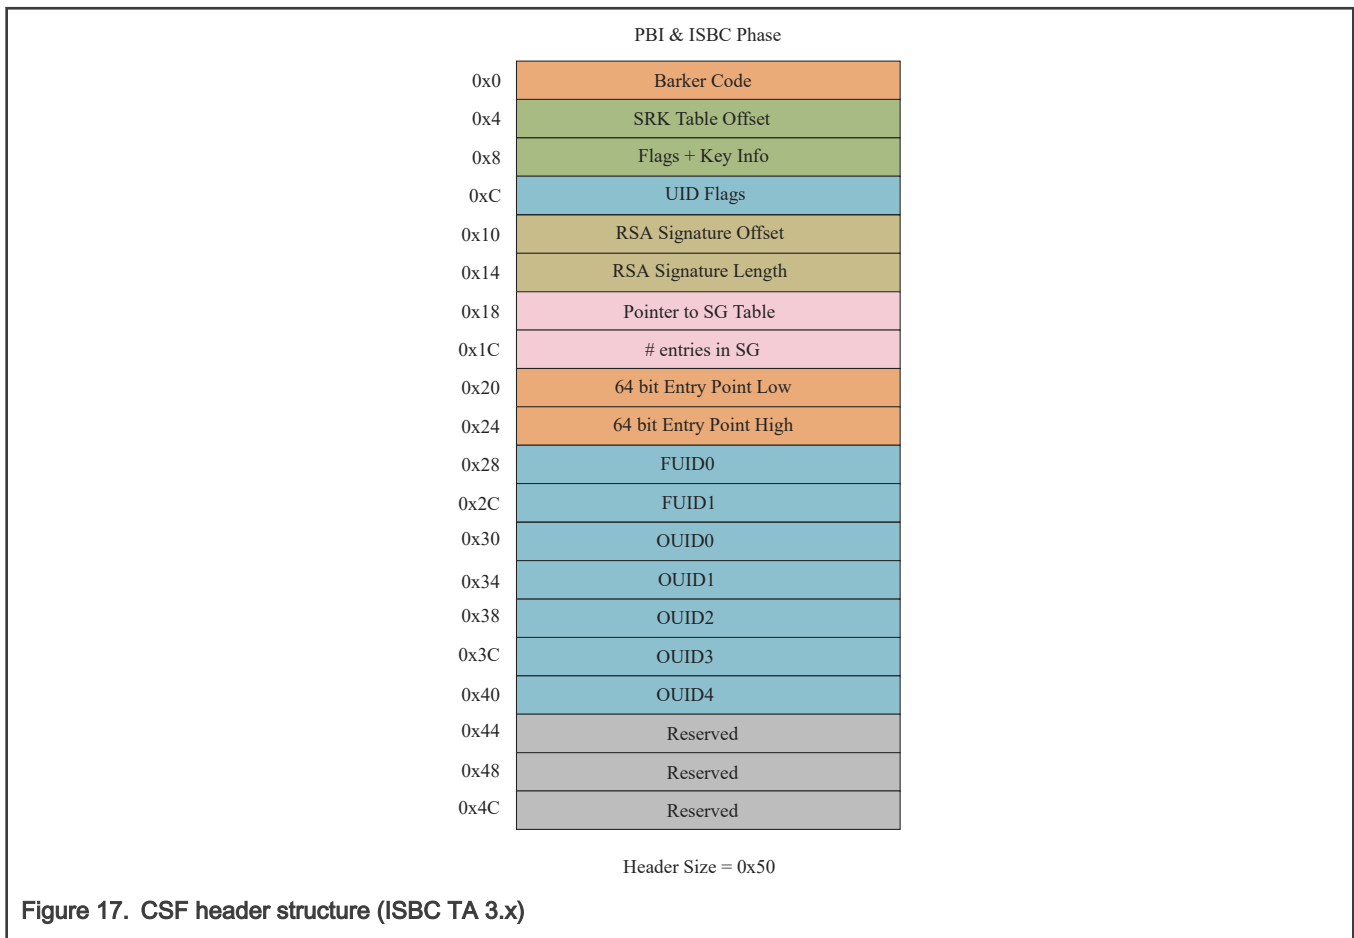 PBI & ISBC Phase
0x0 Barker Code
0x4 SRK Table Offset
0x8 Flags + Key Info
0xC UID Flags
0x10 RSA Signature Offset
0x14 RSA Signature Length
0x18 Pointer to SG Table
0x1C # entries in SG
0x20 64 bit Entry Point Low
0x24 64 bit Entry Point High
0x28 FUID0
0x2C FUID1
0x30 OUID0
0x34 OUID1
0x38 OUID2
0x3C OUID3
0x40 OUID4
0x44 Reserved
0x48 Reserved
0x4C Reserved
Header Size = 0x50
Figure 17. CSF header structure (ISBC TA 3.x)